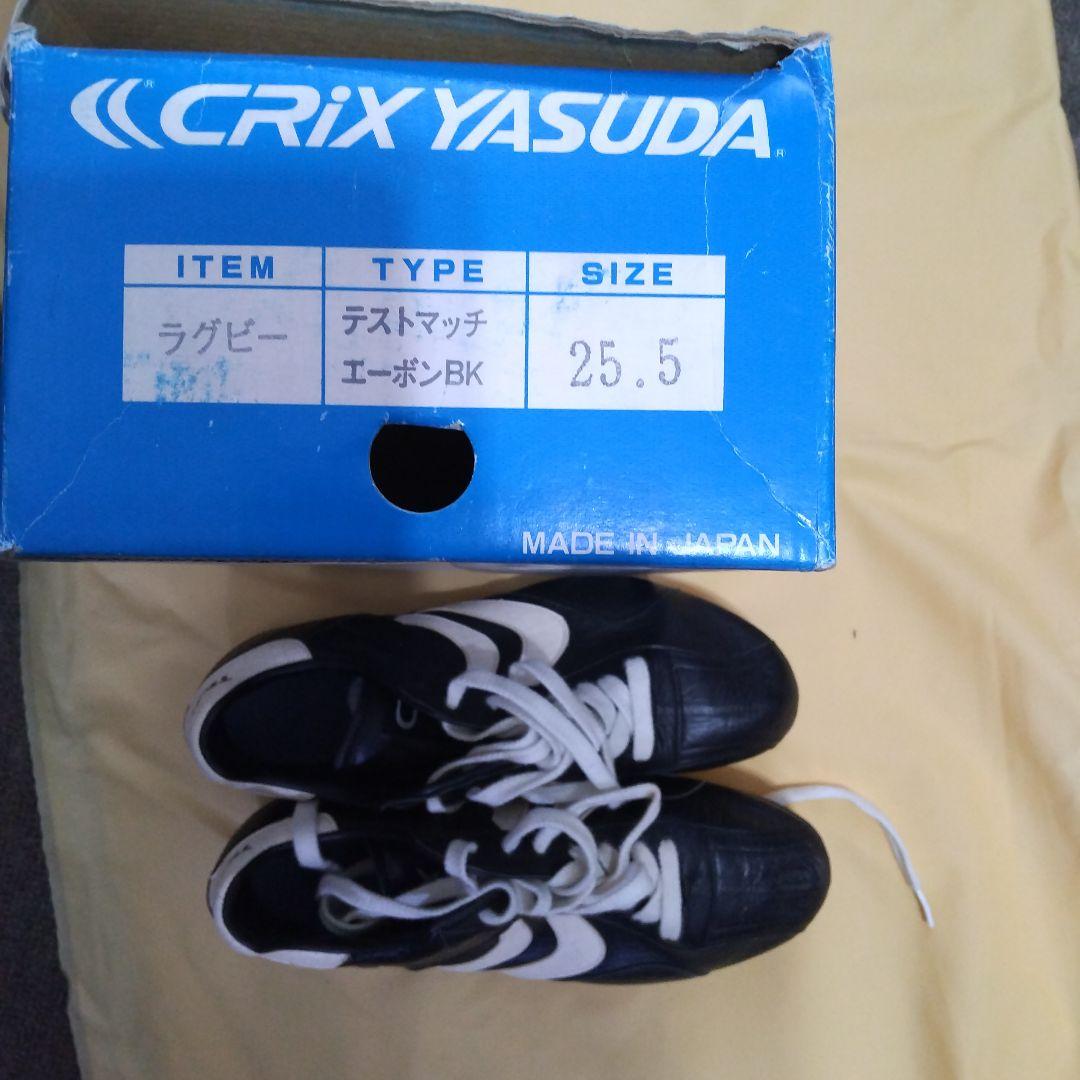 CRiX YASUDA
ITEM TYPE SIZE
ラグビー
テストマッチ
エーボンBK
25.5
MADE IN JAPAN